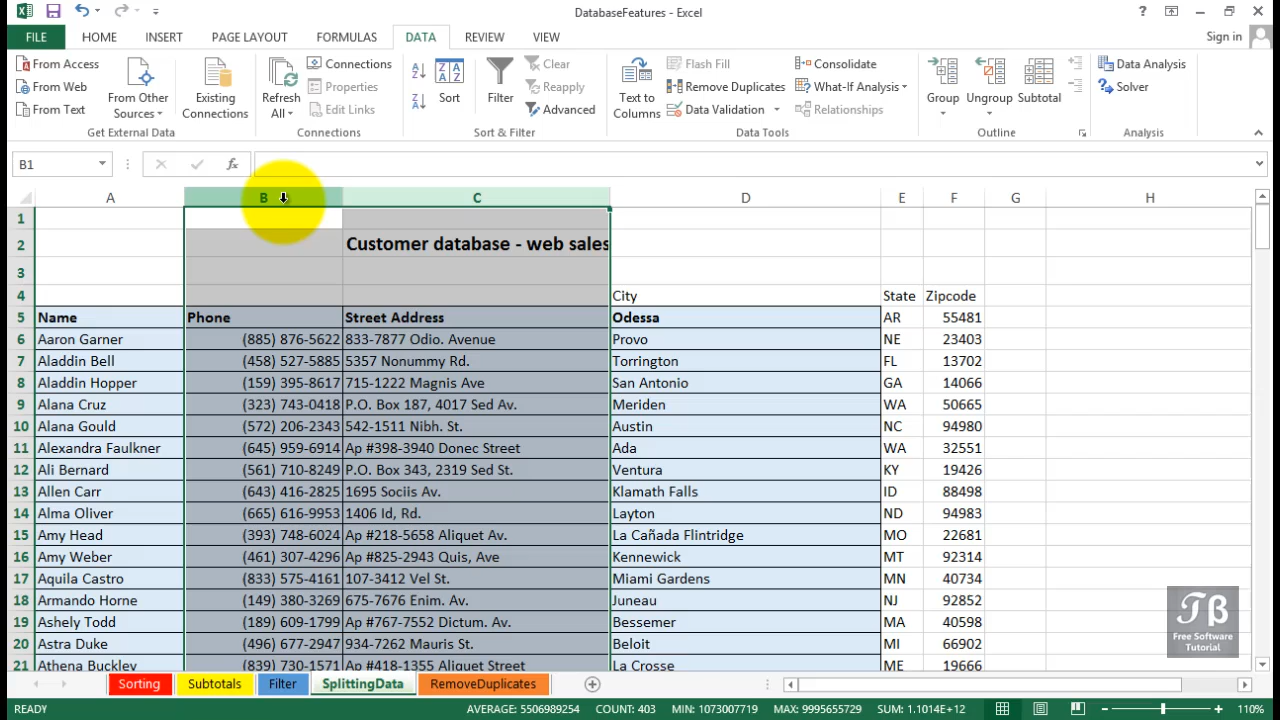 DatabaseFeatures - Excel
?
FILE HOME INSERT PAGE LAYOUT FORMULAS DATA REVIEW VIEW Sign in
From Access
From Web
From Text
From Other Sources
Existing Connections
Get External Data
Refresh All
Connections
Properties
Edit Links
Connections
Sort
Filter
Clear
Reapply
Advanced
Sort & Filter
Text to Columns
Flash Fill
Remove Duplicates
Data Validation
Consolidate
What-If Analysis
Relationships
Data Tools
Group
Ungroup
Subtotal
Outline
Data Analysis
Solver
Analysis
B1 fx
A B C D E F G H
1
2 Customer database - web sales
3
4 City State Zipcode
5 Name Phone Street Address Odessa AR 55481
6 Aaron Garner (885) 876-5622 833-7877 Odio. Avenue Provo NE 23403
7 Aladdin Bell (458) 527-5885 5357 Nonummy Rd. Torrington FL 13702
8 Aladdin Hopper (159) 395-8617 715-1222 Magnis Ave San Antonio GA 14066
9 Alana Cruz (323) 743-0418 P.O. Box 187, 4017 Sed Av. Meriden WA 50665
10 Alana Gould (572) 206-2343 542-1511 Nibh. St. Austin NC 94980
11 Alexandra Faulkner (645) 959-6914 Ap #398-3940 Donec Street Ada WA 32551
12 Ali Bernard (561) 710-8249 P.O. Box 343, 2319 Sed St. Ventura KY 19426
13 Allen Carr (643) 416-2825 1695 Sociis Av. Klamath Falls ID 88498
14 Alma Oliver (665) 616-9953 1406 Id, Rd. Layton ND 94983
15 Amy Head (393) 748-6024 Ap #218-5658 Aliquet Av. La Cañada Flintridge MO 22681
16 Amy Weber (461) 307-4296 Ap #825-2943 Quis, Ave Kennewick MT 92314
17 Aquila Castro (833) 575-4161 107-3412 Vel St. Miami Gardens MN 40734
18 Armando Horne (149) 380-3269 675-7676 Enim. Av. Juneau NJ 92852
19 Ashely Todd (189) 609-1799 Ap #767-7552 Dictum. Av. Bessemer MA 40598
20 Astra Duke (496) 677-2947 934-7262 Mauris St. Beloit MI 66902
21 Athena Buckley (839) 730-1571 Ap #418-1355 Aliquet Street La Crosse ME 19666
TB
Free Software
Tutorial
Sorting Subtotals Filter SplittingData RemoveDuplicates
READY AVERAGE: 5506989254 COUNT: 403 MIN: 1073007719 MAX: 9995655729 SUM: 1.1014E+12 110%